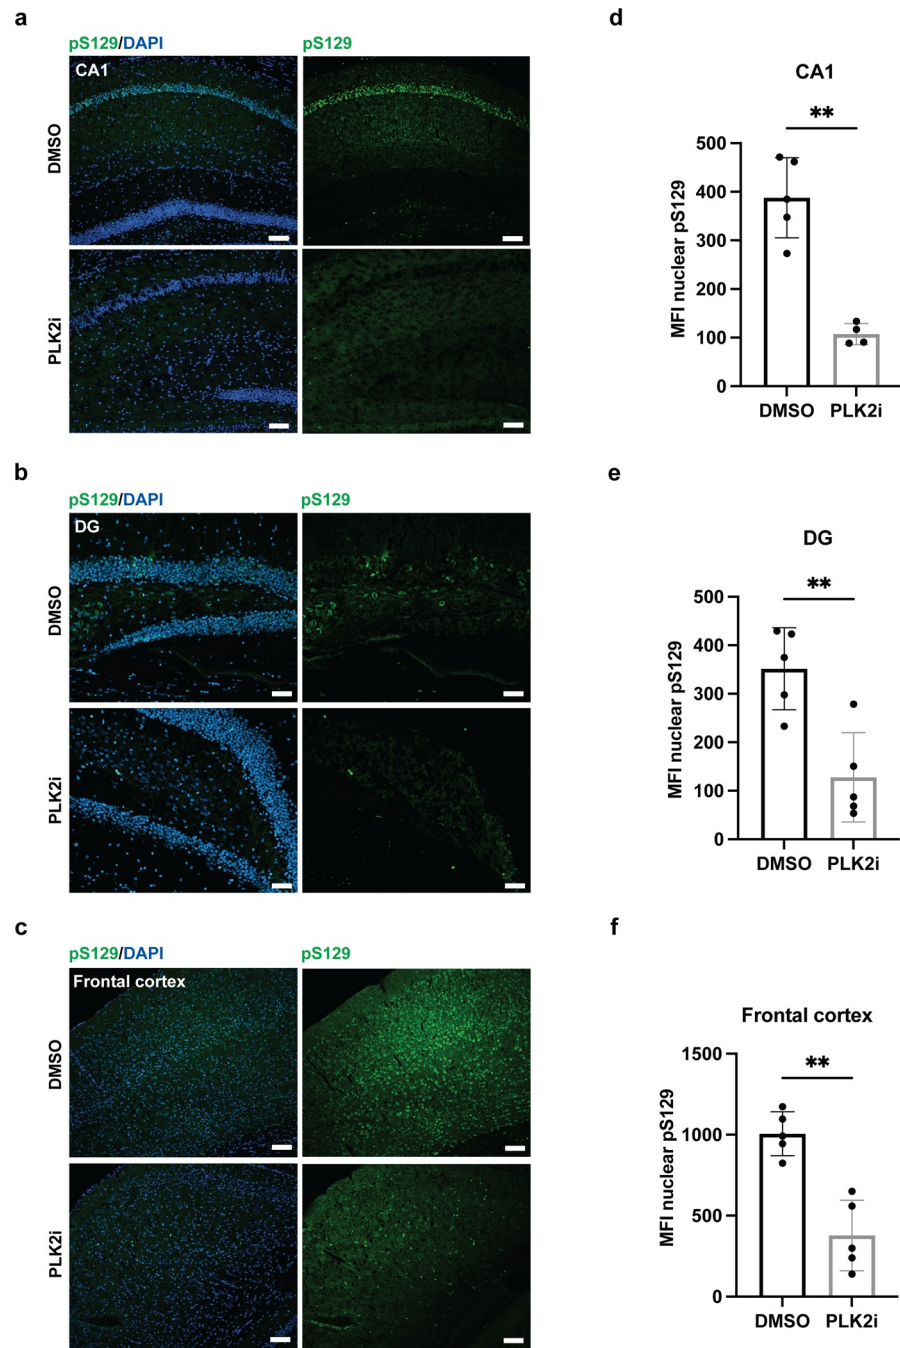 a
pS129/DAPI
pS129
CA1
DMSO
PLK2i
d
CA1
**
MFI nuclear pS129
500
400
300
200
100
0
DMSO
PLK2i
b
pS129/DAPI
pS129
DG
DMSO
PLK2i
e
DG
**
MFI nuclear pS129
500
400
300
200
100
0
DMSO
PLK2i
c
pS129/DAPI
pS129
Frontal cortex
DMSO
PLK2i
f
Frontal cortex
**
MFI nuclear pS129
1500
1000
500
0
DMSO
PLK2i